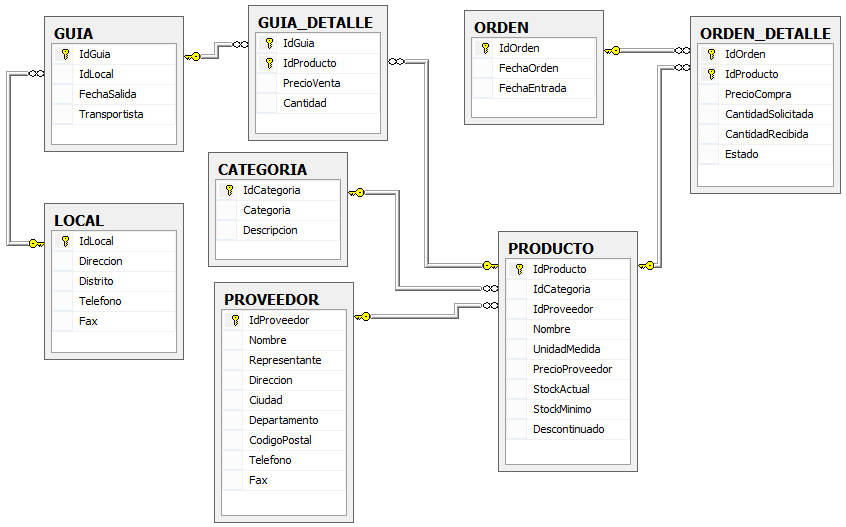 GUIA
IdGuia
IdLocal
FechaSalida
Transportista
GUIA_DETALLE
IdGuia
IdProducto
PrecioVenta
Cantidad
ORDEN
IdOrden
FechaOrden
FechaEntrada
ORDEN_DETALLE
IdOrden
IdProducto
PrecioCompra
CantidadSolicitada
CantidadRecibida
Estado
CATEGORIA
IdCategoria
Categoria
Descripcion
LOCAL
IdLocal
Direccion
Distrito
Telefono
Fax
PROVEEDOR
IdProveedor
Nombre
Representante
Direccion
Ciudad
Departamento
CodigoPostal
Telefono
Fax
PRODUCTO
IdProducto
IdCategoria
IdProveedor
Nombre
UnidadMedida
PrecioProveedor
StockActual
StockMinimo
Descontinuado